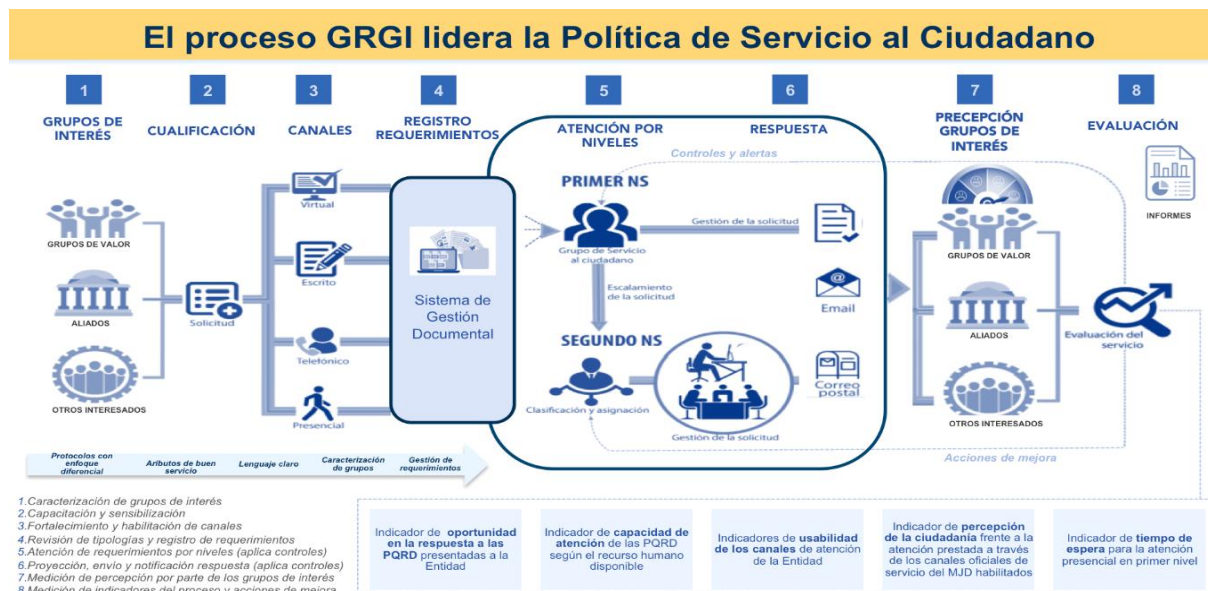 El proceso GRGI lidera la Política de Servicio al Ciudadano
1
GRUPOS DE
INTERÉS
2
CUALIFICACIÓN
3
CANALES
4
REGISTRO
REQUERIMIENTOS
5
ATENCIÓN POR
NIVELES
6
RESPUESTA
7
PRECEPCIÓN
GRUPOS DE
INTERÉS
8
EVALUACIÓN
GRUPOS DE VALOR
ALIADOS
OTROS INTERESADOS
Solicitud
Virtual
Escrito
Telefónico
Presencial
Sistema de
Gestión
Documental
Controles y alertas
PRIMER NS
Grupo de Servicio
al ciudadano
Gestión de la solicitud
Escalamiento
de la solicitud
SEGUNDO NS
Clasificación y asignación
Gestión de la solicitud
Email
Correo
postal
GRUPOS DE VALOR
ALIADOS
OTROS INTERESADOS
INFORMES
Evaluación del
servicio
Acciones de mejora
Protocolos con
enfoque
diferencial
Aributos de buen
servicio
Lenguaje claro
Caracterización
de grupos
Gestión de
requerimientos
1.Caracterización de grupos de interés
2.Capacitación y sensibilización
3.Fortalecimiento y habilitación de canales
4.Revisión de tipologías y registro de requerimientos
5.Atención de requerimientos por niveles (aplica controles)
6.Proyección, envío y notificación respuesta (aplica controles)
7.Medición de percepción por parte de los grupos de interés
8.Medición de indicadores del proceso y acciones de mejora
Indicador de oportunidad
en la respuesta a las
PQRD presentadas a la
Entidad
Indicador de capacidad de
atención de las PQRD
según el recurso humano
disponible
Indicadores de usabilidad
de los canales de atención
de la Entidad
Indicador de percepción
de la ciudadanía frente a la
atención prestada a través
de los canales oficiales de
servicio del MJD habilitados
Indicador de tiempo de
espera para la atención
presencial en primer nivel